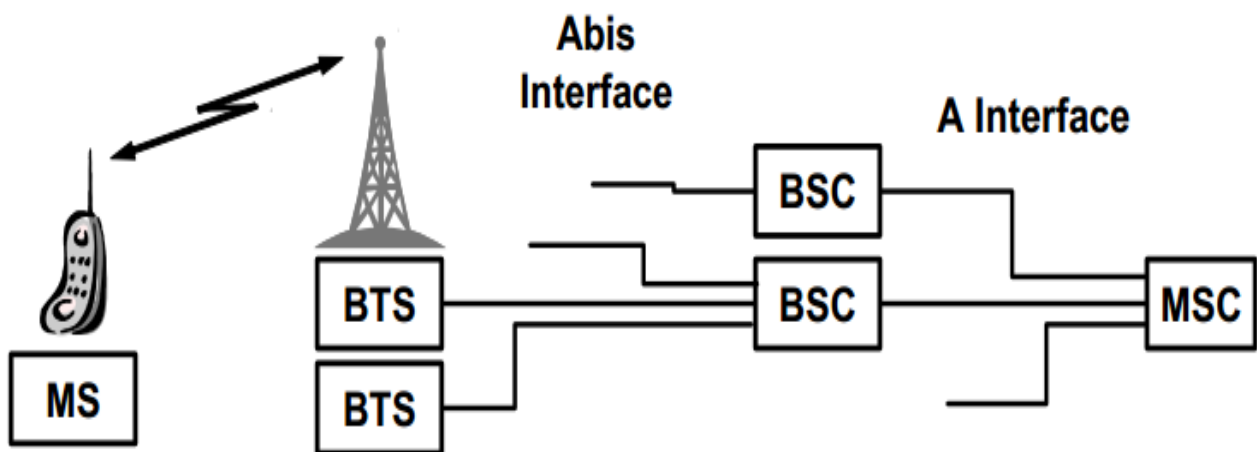 Abis
Interface
A Interface
BSC
BTS
BSC
MSC
MS
BTS